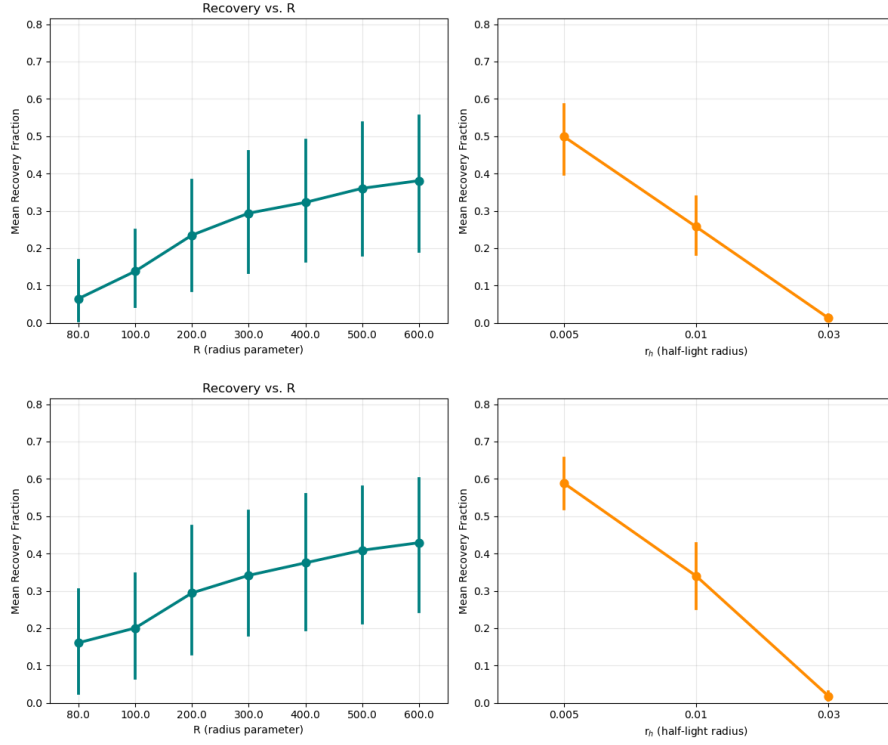 Recovery vs. R
Mean Recovery Fraction
0.8
0.7
0.6
0.5
0.4
0.3
0.2
0.1
0.0
80.0 100.0 200.0 300.0 400.0 500.0 600.0
R (radius parameter)
Mean Recovery Fraction
0.8
0.7
0.6
0.5
0.4
0.3
0.2
0.1
0.0
0.005 0.01 0.03
rₕ (half-light radius)
Recovery vs. R
Mean Recovery Fraction
0.8
0.7
0.6
0.5
0.4
0.3
0.2
0.1
0.0
80.0 100.0 200.0 300.0 400.0 500.0 600.0
R (radius parameter)
Mean Recovery Fraction
0.8
0.7
0.6
0.5
0.4
0.3
0.2
0.1
0.0
0.005 0.01 0.03
rₕ (half-light radius)